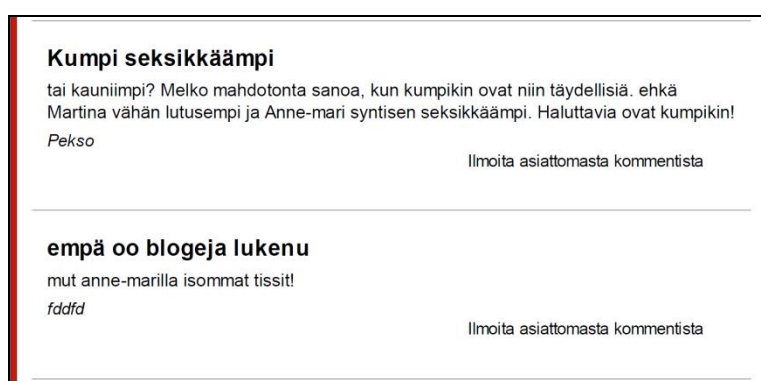 Kumpi seksikkäämpi
tai kauniimpi? Melko mahdotonta sanoa, kun kumpikin ovat niin täydellisiä. ehkä
Martina vähän lutusempi ja Anne-mari syntisen seksikkäämpi. Haluttavia ovat kumpikin!
Pekso
Ilmoita asiattomasta kommentista
empä oo blogeja lukenu
mut anne-marilla isommat tissit!
fddfd
Ilmoita asiattomasta kommentista